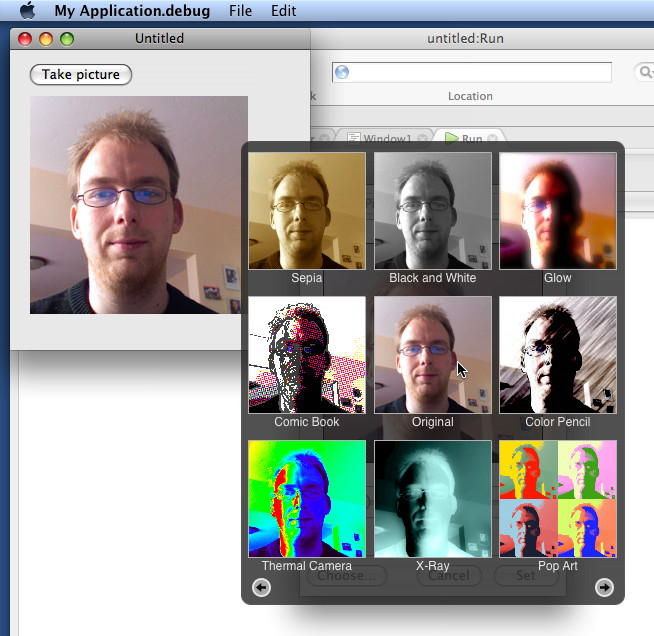 My Application.debug File Edit
Untitled
untitled:Run
Take picture
Location
Window1
Run
Sepia
Black and White
Glow
Comic Book
Original
Color Pencil
Thermal Camera
X-Ray
Pop Art
Choose...
Cancel
Set